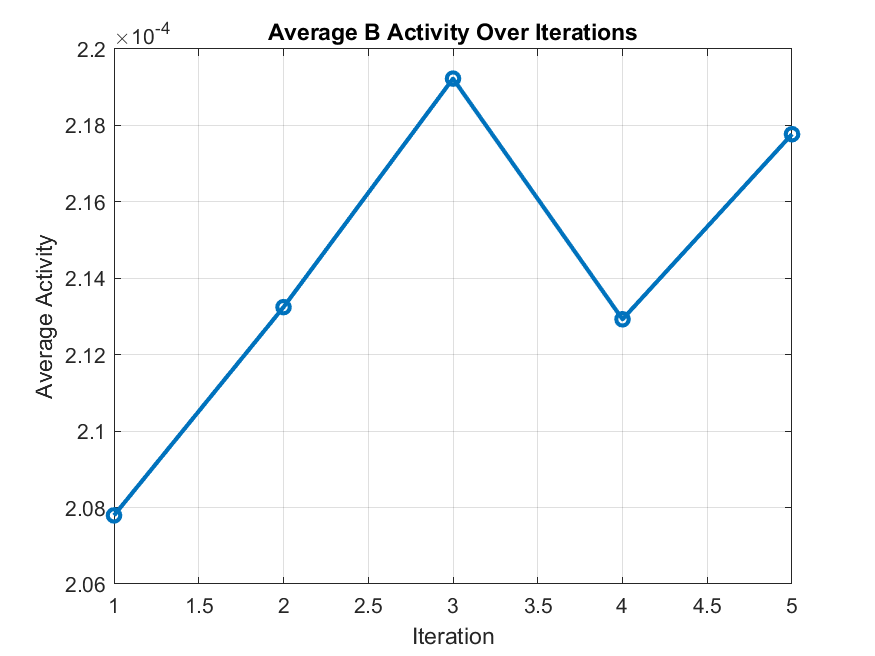 ×10-4
Average B Activity Over Iterations
2.2
2.18
2.16
2.14
2.12
2.1
2.08
2.06
Average Activity
1 1.5 2 2.5 3 3.5 4 4.5 5
Iteration